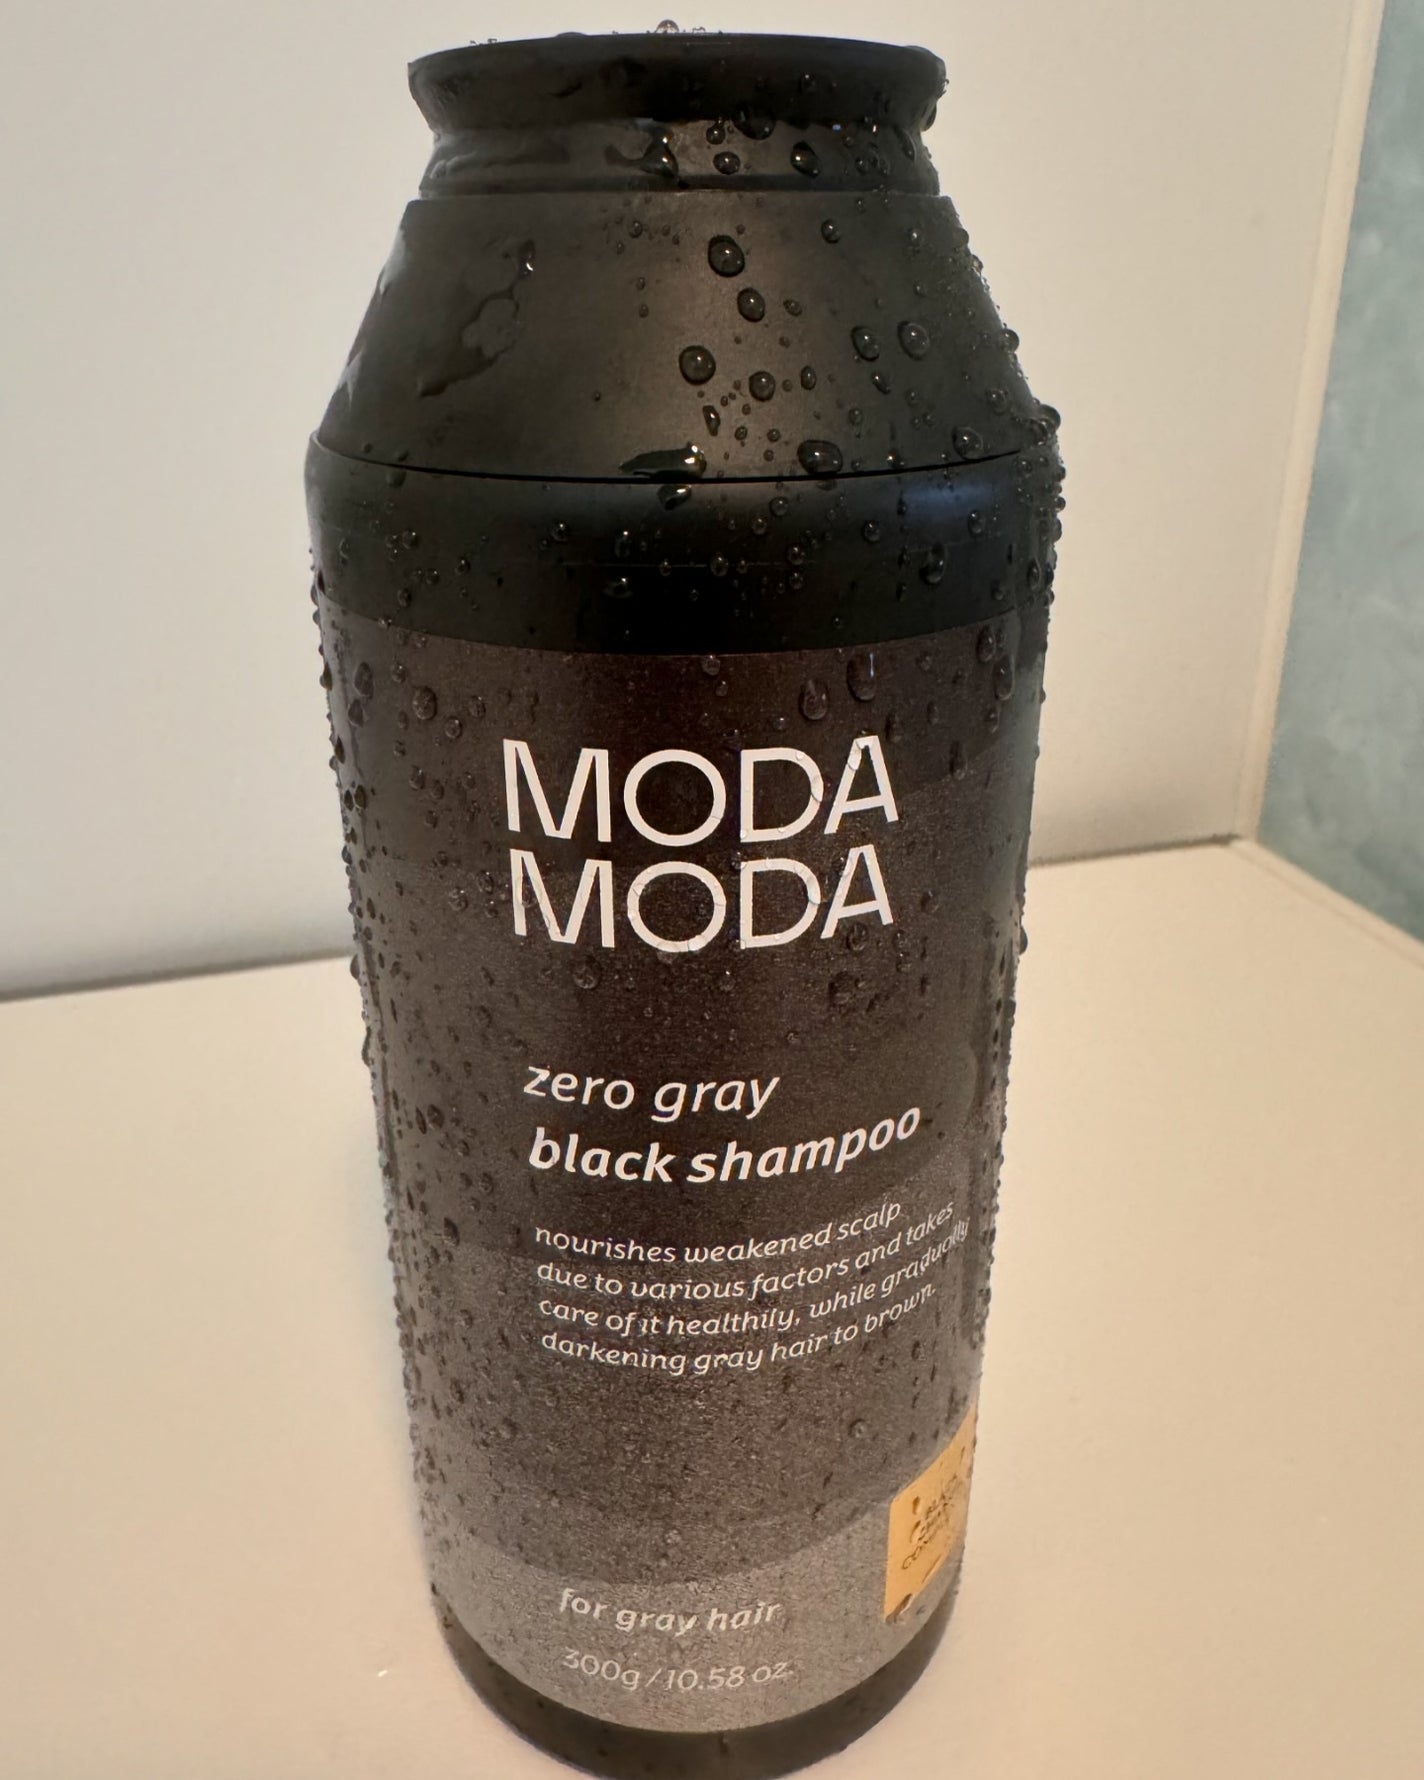 MODA
MODA
zero gray
black shampoo
nourishes weakened scalp
due to various factors and takes
care of it healthily, while gradually
darkening gray hair to brown.
for gray hair
300g / 10.58 oz.